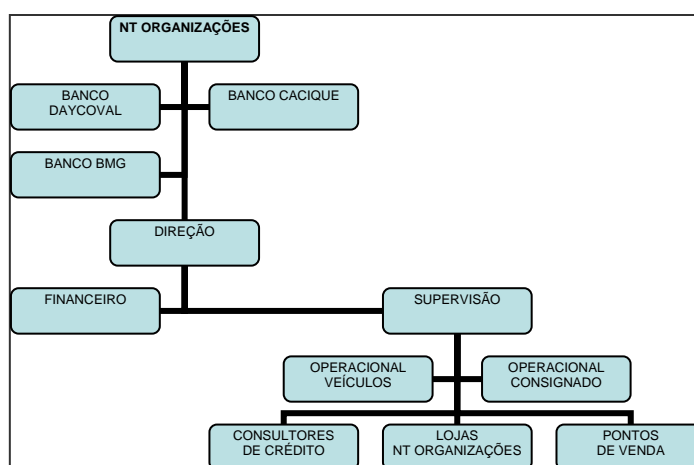 NT ORGANIZAÇÕES
BANCO
DAYCOVAL
BANCO CACIQUE
BANCO BMG
DIREÇÃO
FINANCEIRO
SUPERVISÃO
OPERACIONAL
VEÍCULOS
OPERACIONAL
CONSIGNADO
CONSULTORES
DE CRÉDITO
LOJAS
NT ORGANIZAÇÕES
PONTOS
DE VENDA